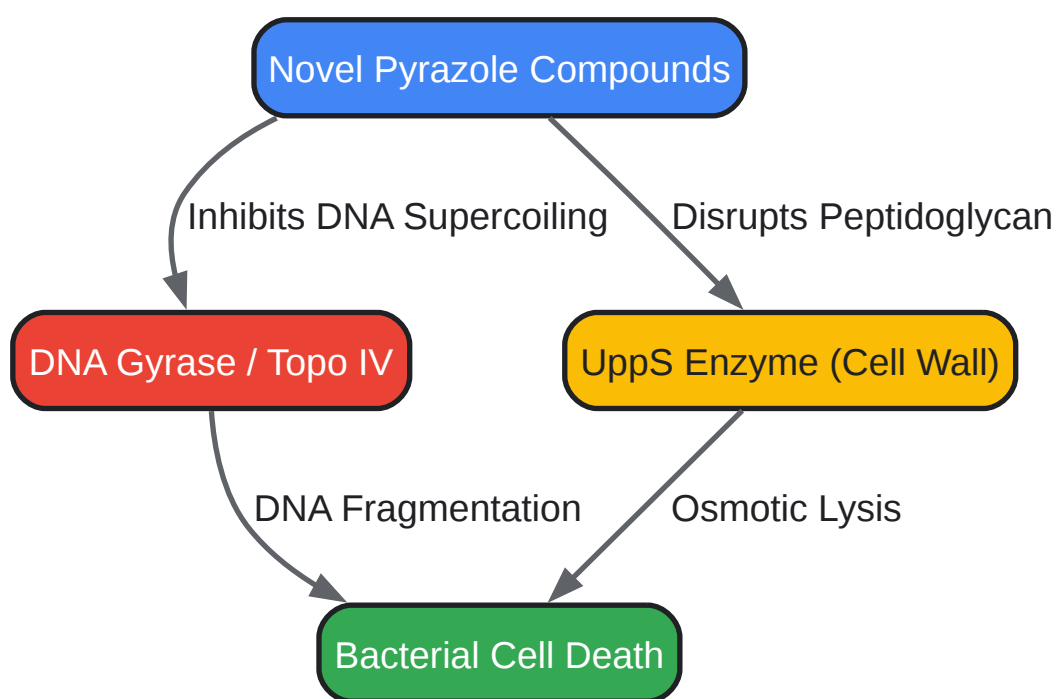 Novel Pyrazole Compounds
Inhibits DNA Supercoiling
Disrupts Peptidoglycan
DNA Gyrase / Topo IV
UppS Enzyme (Cell Wall)
DNA Fragmentation
Osmotic Lysis
Bacterial Cell Death